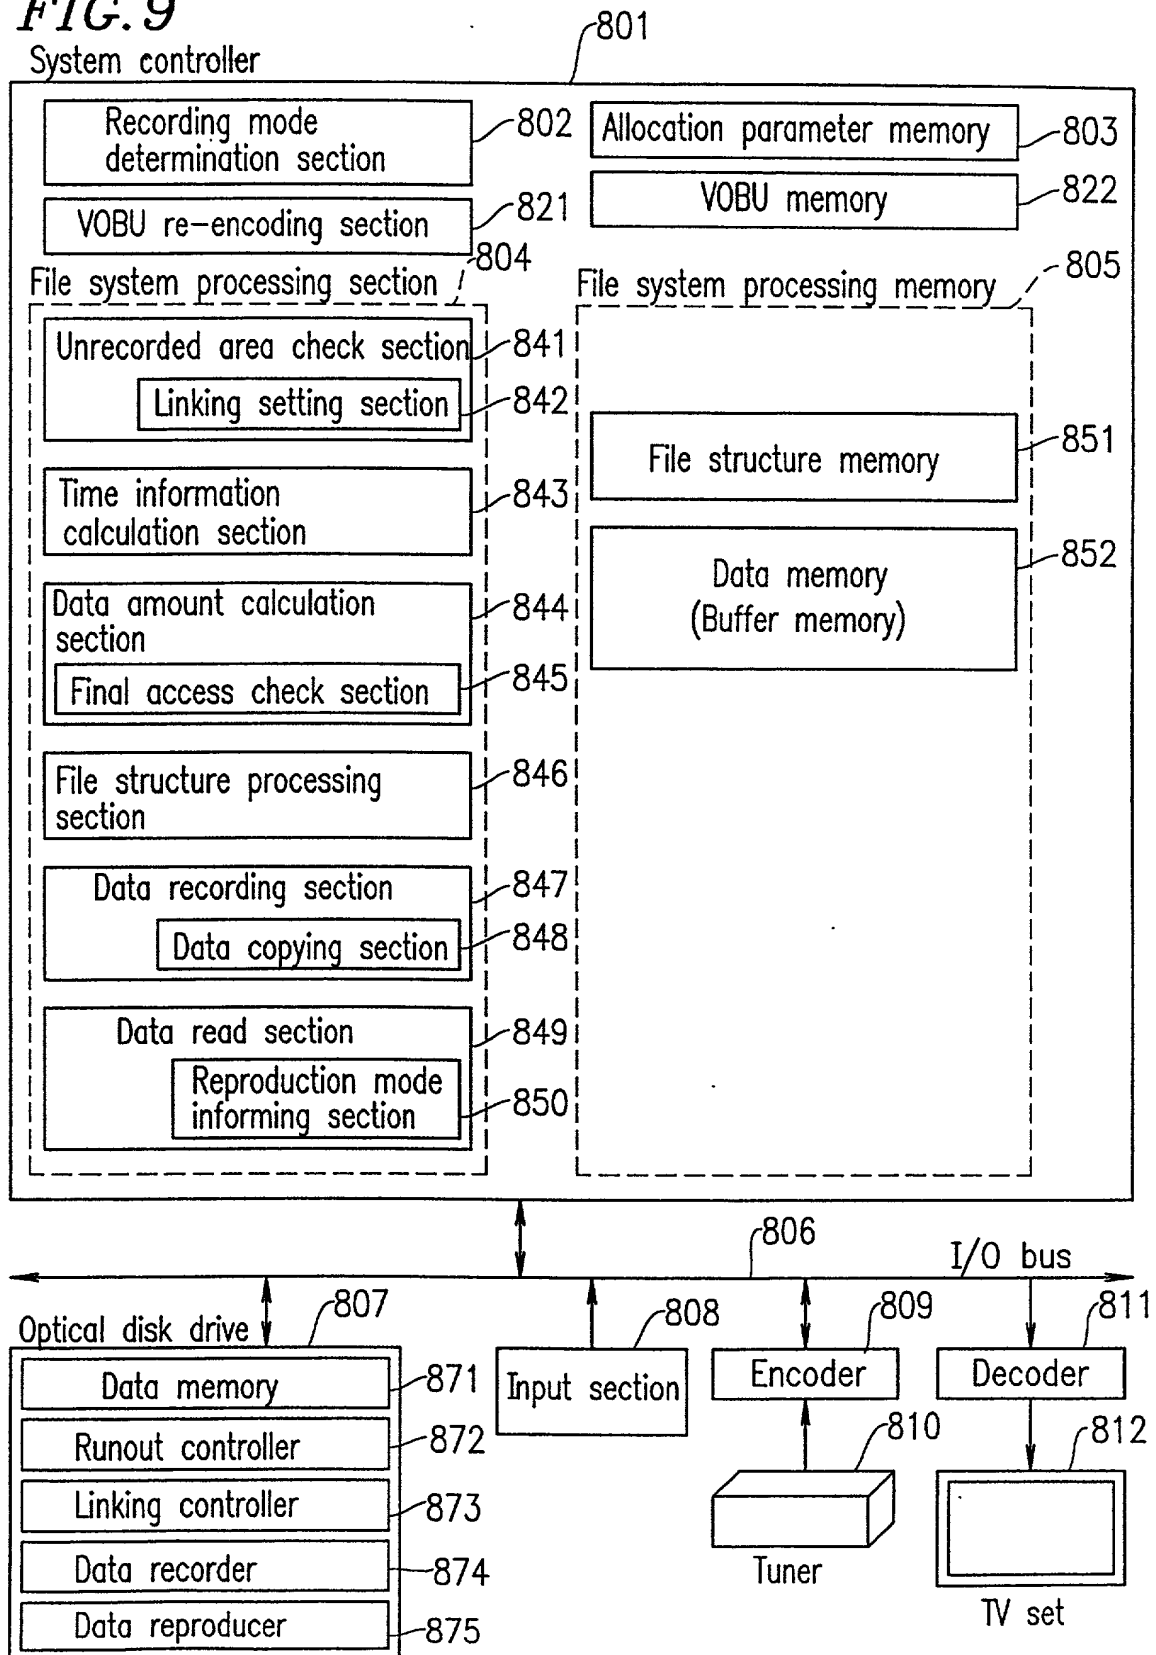 FIG. 9
801
System controller
Recording mode
determination section
802
Allocation parameter memory
803
VOBU re-encoding section
821
VOBU memory
822
File system processing section
804
File system processing memory
805
Unrecorded area check section
841
Linking setting section
842
Time information
calculation section
843
Data amount calculation
section
844
Final access check section
845
File structure processing
section
846
Data recording section
847
Data copying section
848
Data read section
849
Reproduction mode
informing section
850
File structure memory
851
Data memory
(Buffer memory)
852
806
I/O bus
Optical disk drive
807
Data memory
871
Runout controller
872
Linking controller
873
Data recorder
874
Data reproducer
875
808
Input section
809
Encoder
810
Tuner
811
Decoder
812
TV set